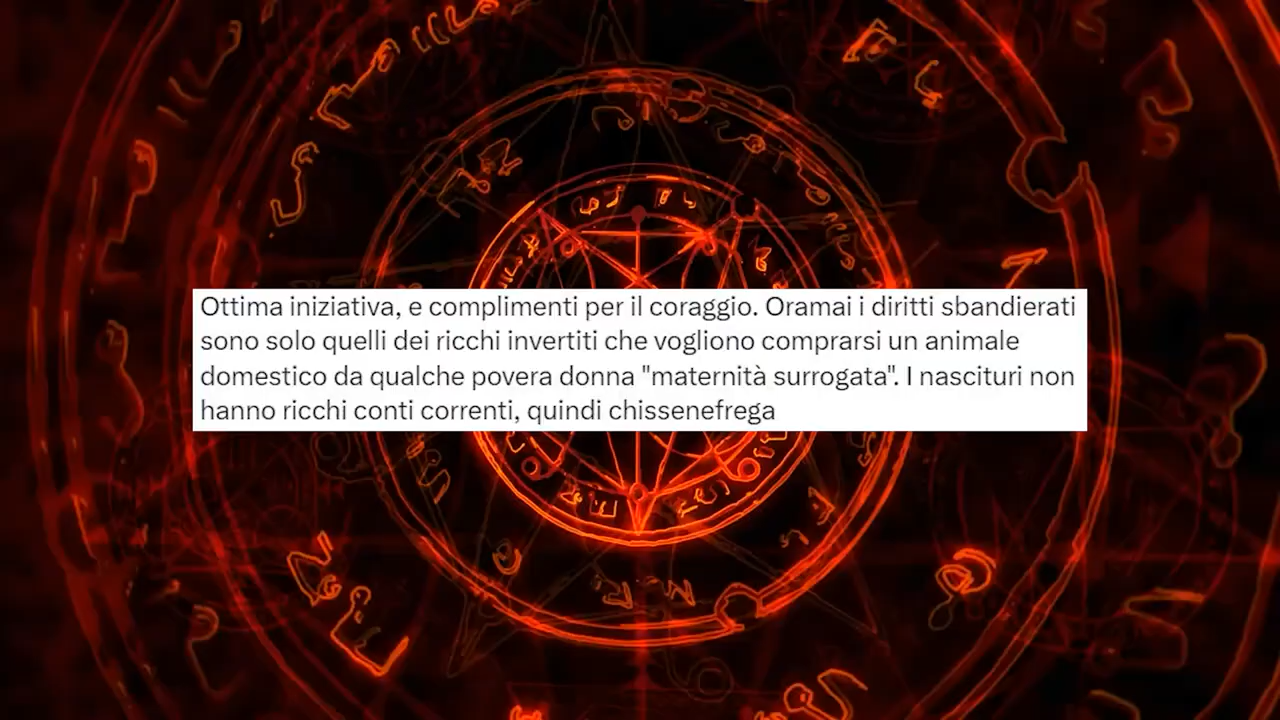 Ottima iniziativa, e complimenti per il coraggio. Oramai i diritti sbandierati
sono solo quelli dei ricchi invertiti che vogliono comprarsi un animale
domestico da qualche povera donna "maternità surrogata". I nascituri non
hanno ricchi conti correnti, quindi chissenefrega